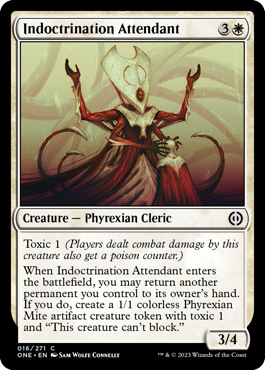 Indoctrination Attendant 3
Creature — Phyrexian Cleric
Toxic 1 (Players dealt combat damage by this
creature also get a poison counter.)
When Indoctrination Attendant enters
the battlefield, you may return another
permanent you control to its owner's hand.
If you do, create a 1/1 colorless Phyrexian
Mite artifact creature token with toxic 1
and “This creature can't block.”
3/4
016/271 C
ONE • EN Sam Wolfe Connelly
™ & © 2023 Wizards of the Coast